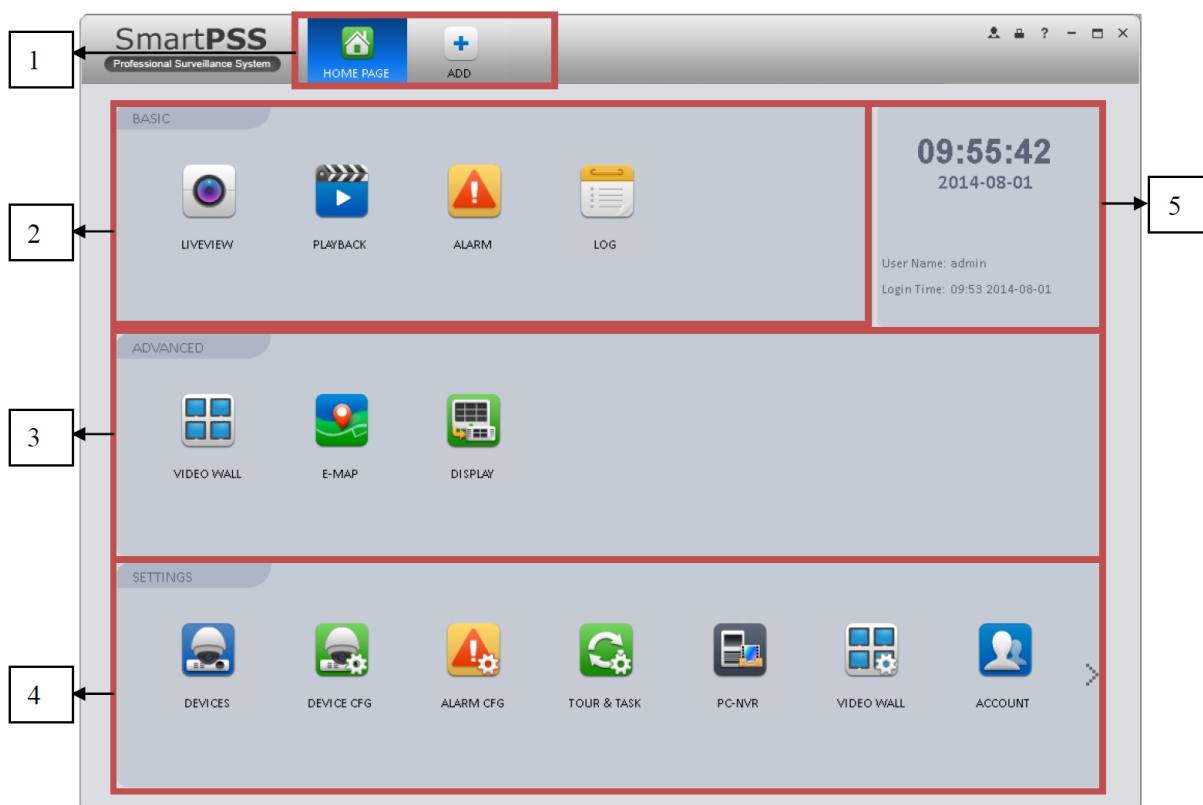 1
SmartPSS
Professional Surveillance System
HOME PAGE
ADD
?
BASIC
LIVEVIEW
PLAYBACK
ALARM
LOG
09:55:42
2014-08-01
User Name: admin
Login Time: 09:53 2014-08-01
5
2
ADVANCED
VIDEO WALL
E-MAP
DISPLAY
3
SETTINGS
DEVICES
DEVICE CFG
ALARM CFG
TOUR & TASK
PC-NVR
VIDEO WALL
ACCOUNT
4